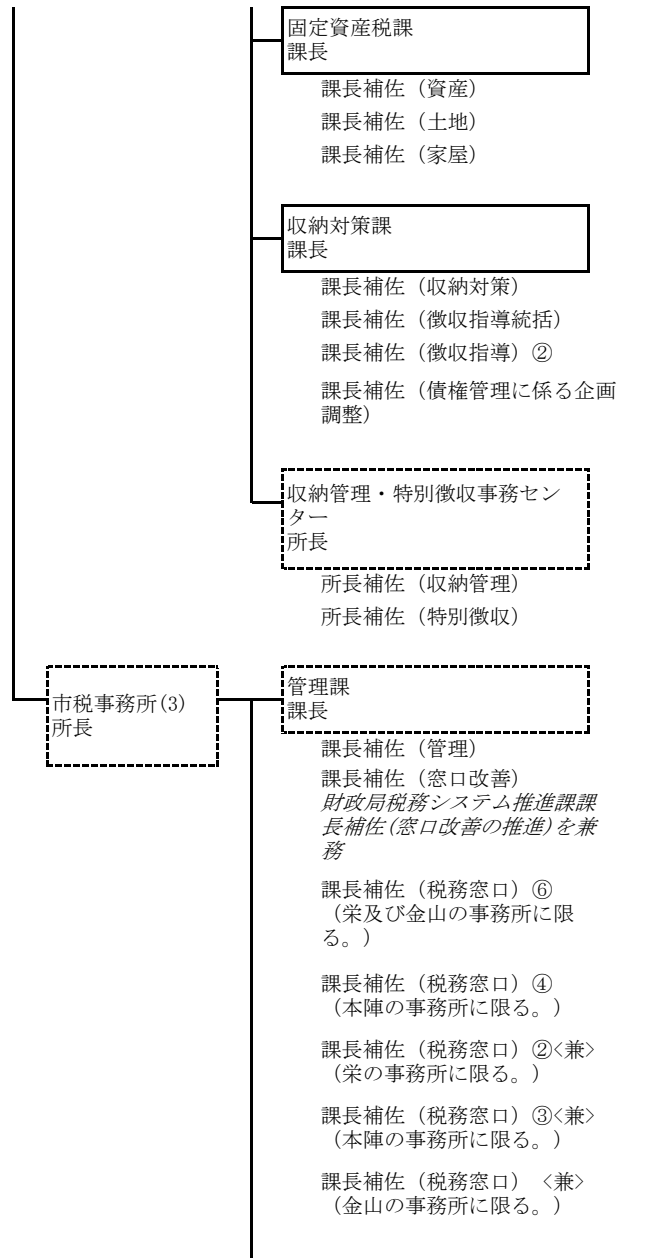 固定資産税課
課長
課長補佐（資産）
課長補佐（土地）
課長補佐（家屋）
収納対策課
課長
課長補佐（収納対策）
課長補佐（徴収指導統括）
課長補佐（徴収指導）②
課長補佐（債権管理に係る企画
調整）
収納管理・特別徴収事務セン
ター
所長
所長補佐（収納管理）
所長補佐（特別徴収）
市税事務所(3)
所長
管理課
課長
課長補佐（管理）
課長補佐（窓口改善）
財政局税務システム推進課課
長補佐(窓口改善の推進)を兼
務
課長補佐（税務窓口）⑥
（栄及び金山の事務所に限
る。）
課長補佐（税務窓口）④
（本陣の事務所に限る。）
課長補佐（税務窓口）②<兼>
（栄の事務所に限る。）
課長補佐（税務窓口）③<兼>
（本陣の事務所に限る。）
課長補佐（税務窓口） <兼>
（金山の事務所に限る。）